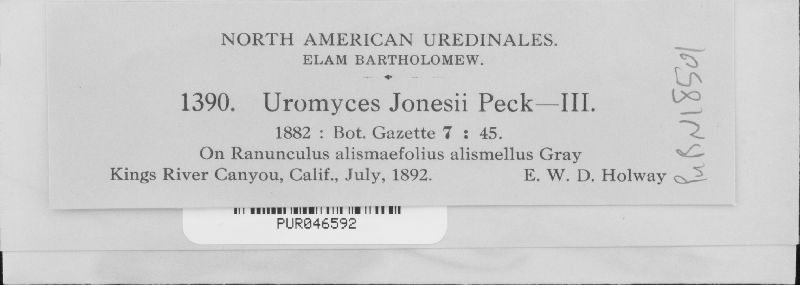 NORTH AMERICAN UREDINALES.
ELAM BARTHOLOMEW.
1390. Uromyces Jonesii Peck—III.
1882 : Bot. Gazette 7 : 45.
On Ranunculus alismaefolius alismellus Gray
Kings River Canyou, Calif., July, 1892. E. W. D. Holway
PUR N18501
PUR046592